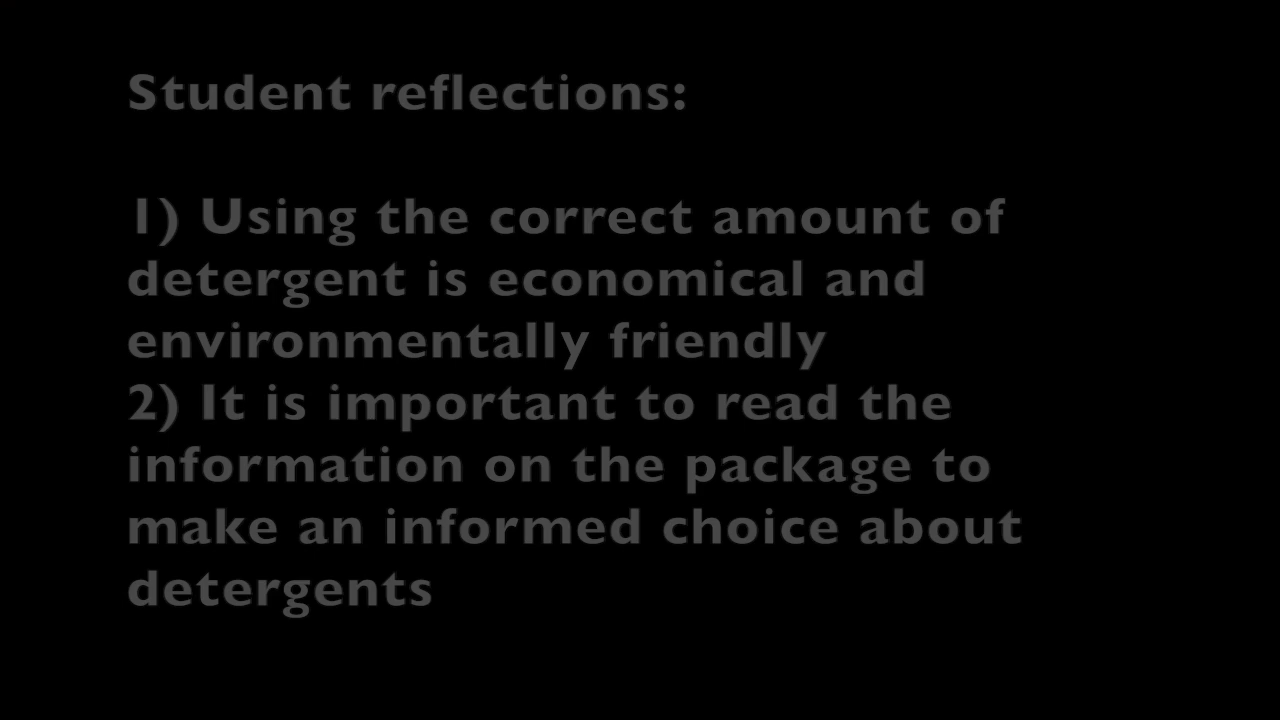 Student reflections:
1) Using the correct amount of
detergent is economical and
environmentally friendly
2) It is important to read the
information on the package to
make an informed choice about
detergents